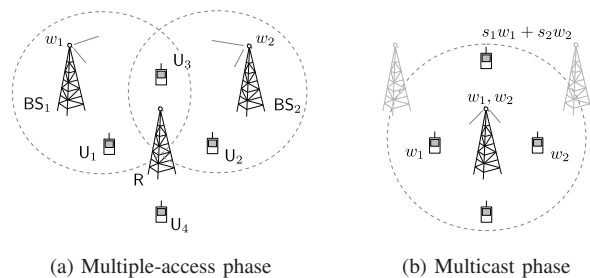 w₁
w₂
U₃
BS₁
BS₂
U₁
U₂
R
U₄
(a) Multiple-access phase
s₁w₁ + s₂w₂
w₁, w₂
w₁
w₂
(b) Multicast phase